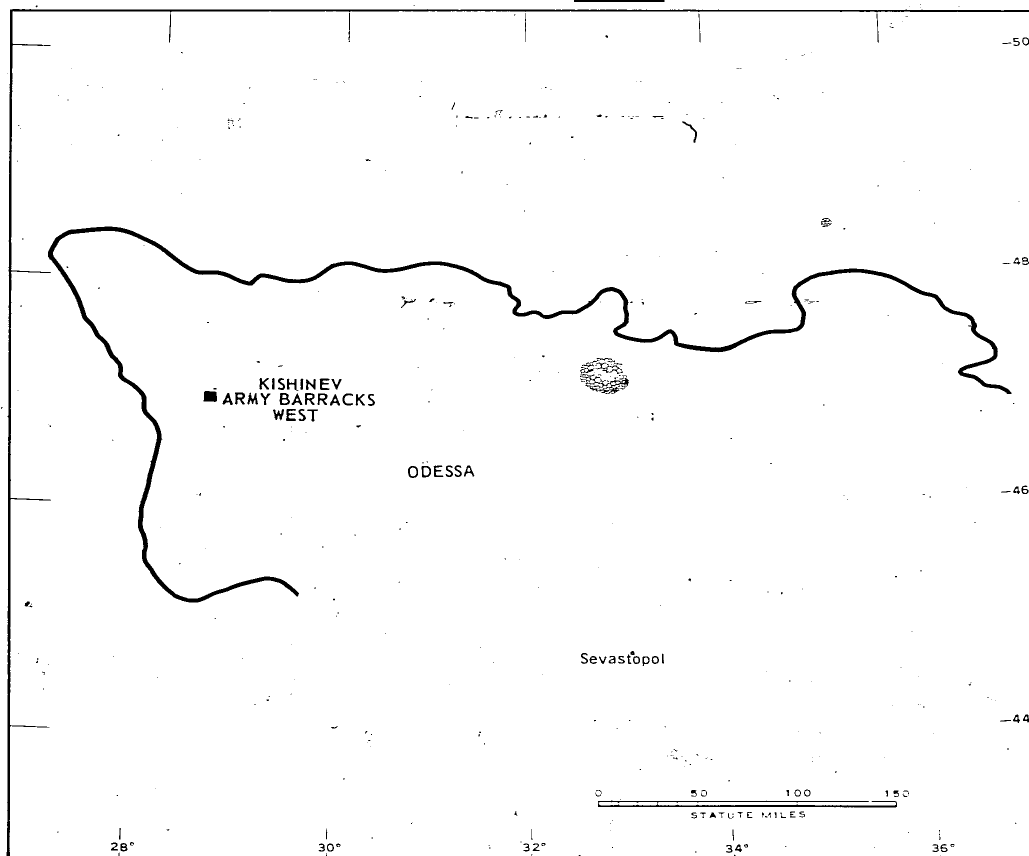 50
48
KISHINEV
ARMY BARRACKS
WEST
ODESSA
46
Sevastopol
44
0 50 100 150
STATUTE MILES
28° 30° 32° 34° 36°